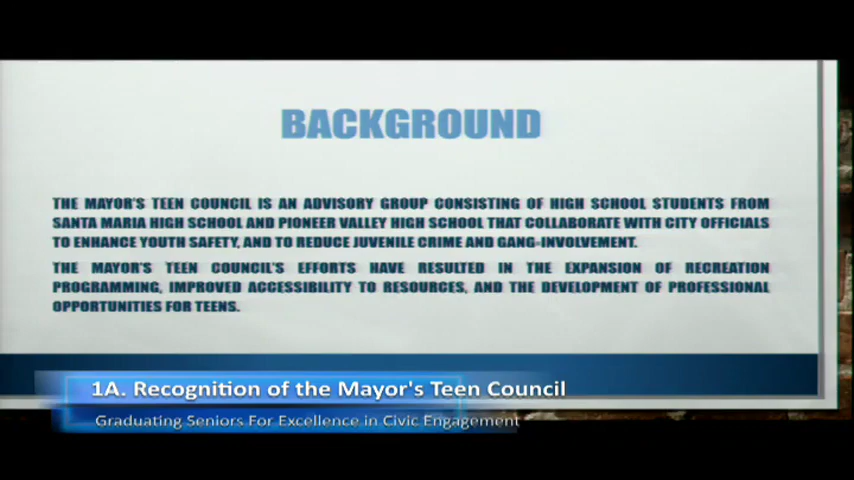 BACKGROUND
THE MAYOR'S TEEN COUNCIL IS AN ADVISORY GROUP CONSISTING OF HIGH SCHOOL STUDENTS FROM
SANTA MARIA HIGH SCHOOL AND PIONEER VALLEY HIGH SCHOOL THAT COLLABORATE WITH CITY OFFICIALS
TO ENHANCE YOUTH SAFETY, AND TO REDUCE JUVENILE CRIME AND GANG-INVOLVEMENT.
THE MAYOR'S TEEN COUNCIL'S EFFORTS HAVE RESULTED IN THE EXPANSION OF RECREATION
PROGRAMMING, IMPROVED ACCESSIBILITY TO RESOURCES, AND THE DEVELOPMENT OF PROFESSIONAL
OPPORTUNITIES FOR TEENS.
1A. Recognition of the Mayor's Teen Council
Graduating Seniors For Excellence in Civic Engagement